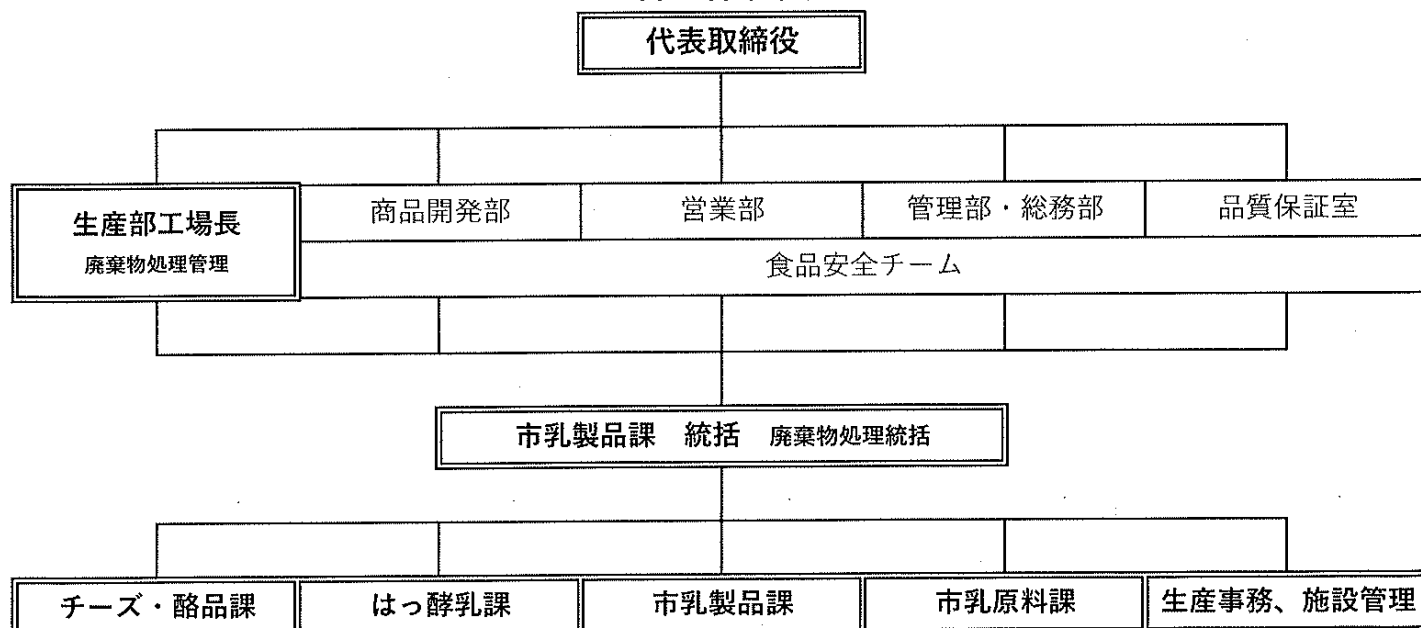 代表取締役
生産部工場長
廃棄物処理管理
商品開発部
営業部
管理部・総務部
品質保証室
食品安全チーム
市乳製品課　統括　廃棄物処理統括
チーズ・酪品課
はっ酵乳課
市乳製品課
市乳原料課
生産事務、施設管理